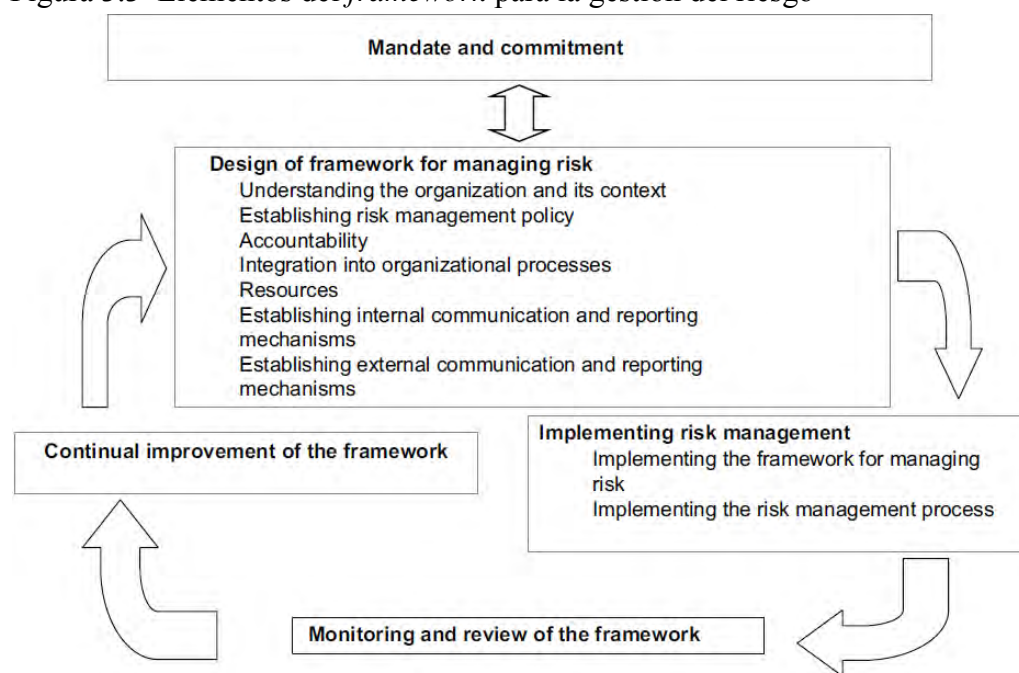 Figura Elementos del framework para la gestión del riesgo
Mandate and commitment
Design of framework for managing risk
Understanding the organization and its context
Establishing risk management policy
Accountability
Integration into organizational processes
Resources
Establishing internal communication and reporting
mechanisms
Establishing external communication and reporting
mechanisms
Implementing risk management
Implementing the framework for managing
risk
Implementing the risk management process
Continual improvement of the framework
Monitoring and review of the framework